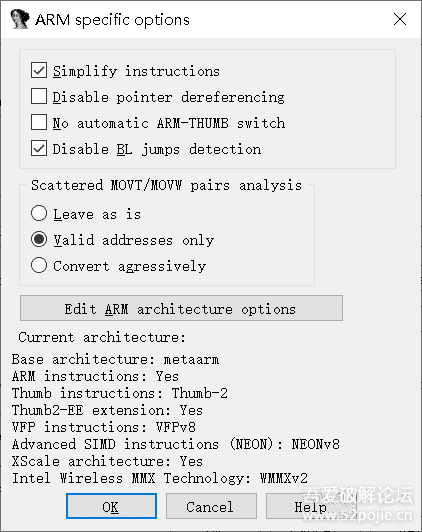 ARM specific options
Simplify instructions
Disable pointer dereferencing
No automatic ARM-THUMB switch
Disable BL jumps detection
Scattered MOVT/MOVW pairs analysis
Leave as is
Valid addresses only
Convert agressively
Edit ARM architecture options
Current architecture:
Base architecture: metaarm
ARM instructions: Yes
Thumb instructions: Thumb-2
Thumb2-EE extension: Yes
VFP instructions: VFPv8
Advanced SIMD instructions (NEON): NEONv8
XScale architecture: Yes
Intel Wireless MMX Technology: WMMXv2
OK Cancel Help
吾爱破解论坛
www.52pojie.cn